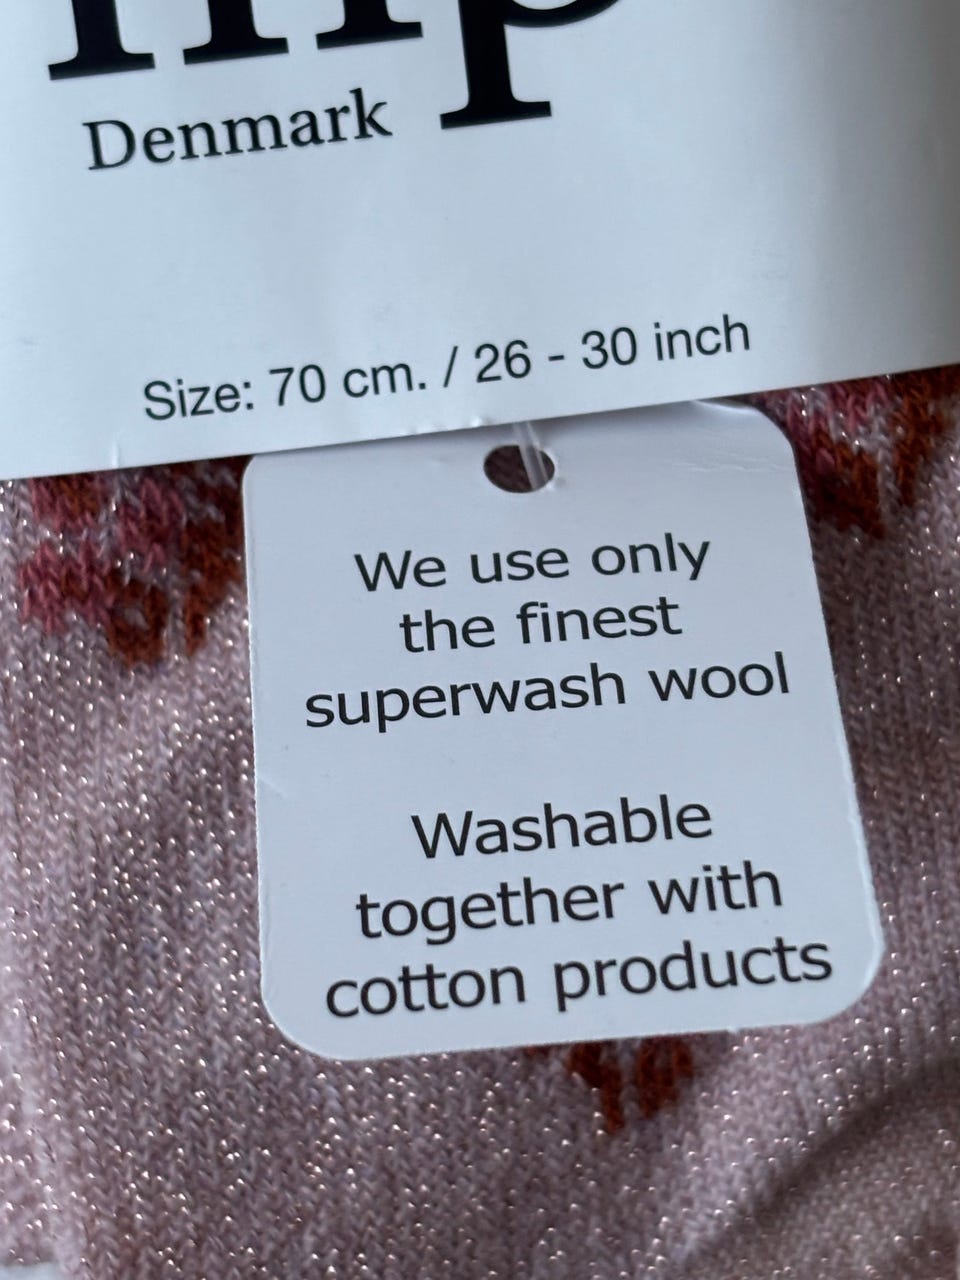 Denmark
Size: 70 cm. / 26 - 30 inch
We use only
the finest
superwash wool
Washable
together with
cotton products